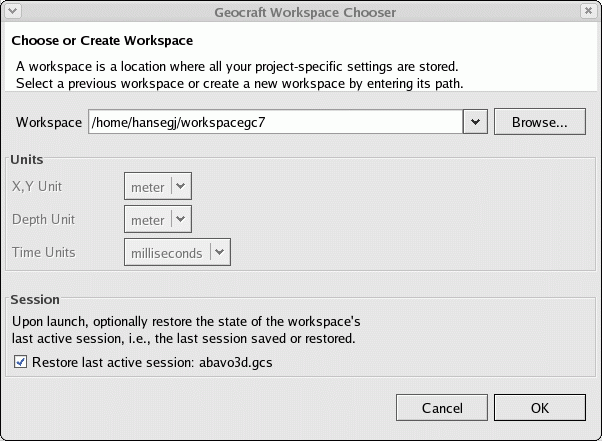 Geocraft Workspace Chooser
Choose or Create Workspace
A workspace is a location where all your project-specific settings are stored.
Select a previous workspace or create a new workspace by entering its path.
Workspace /home/hansegj/workspacegc7 Browse...
Units
X,Y Unit meter
Depth Unit meter
Time Units milliseconds
Session
Upon launch, optionally restore the state of the workspace's
last active session, i.e., the last session saved or restored.
Restore last active session: abavo3d.gcs
Cancel OK